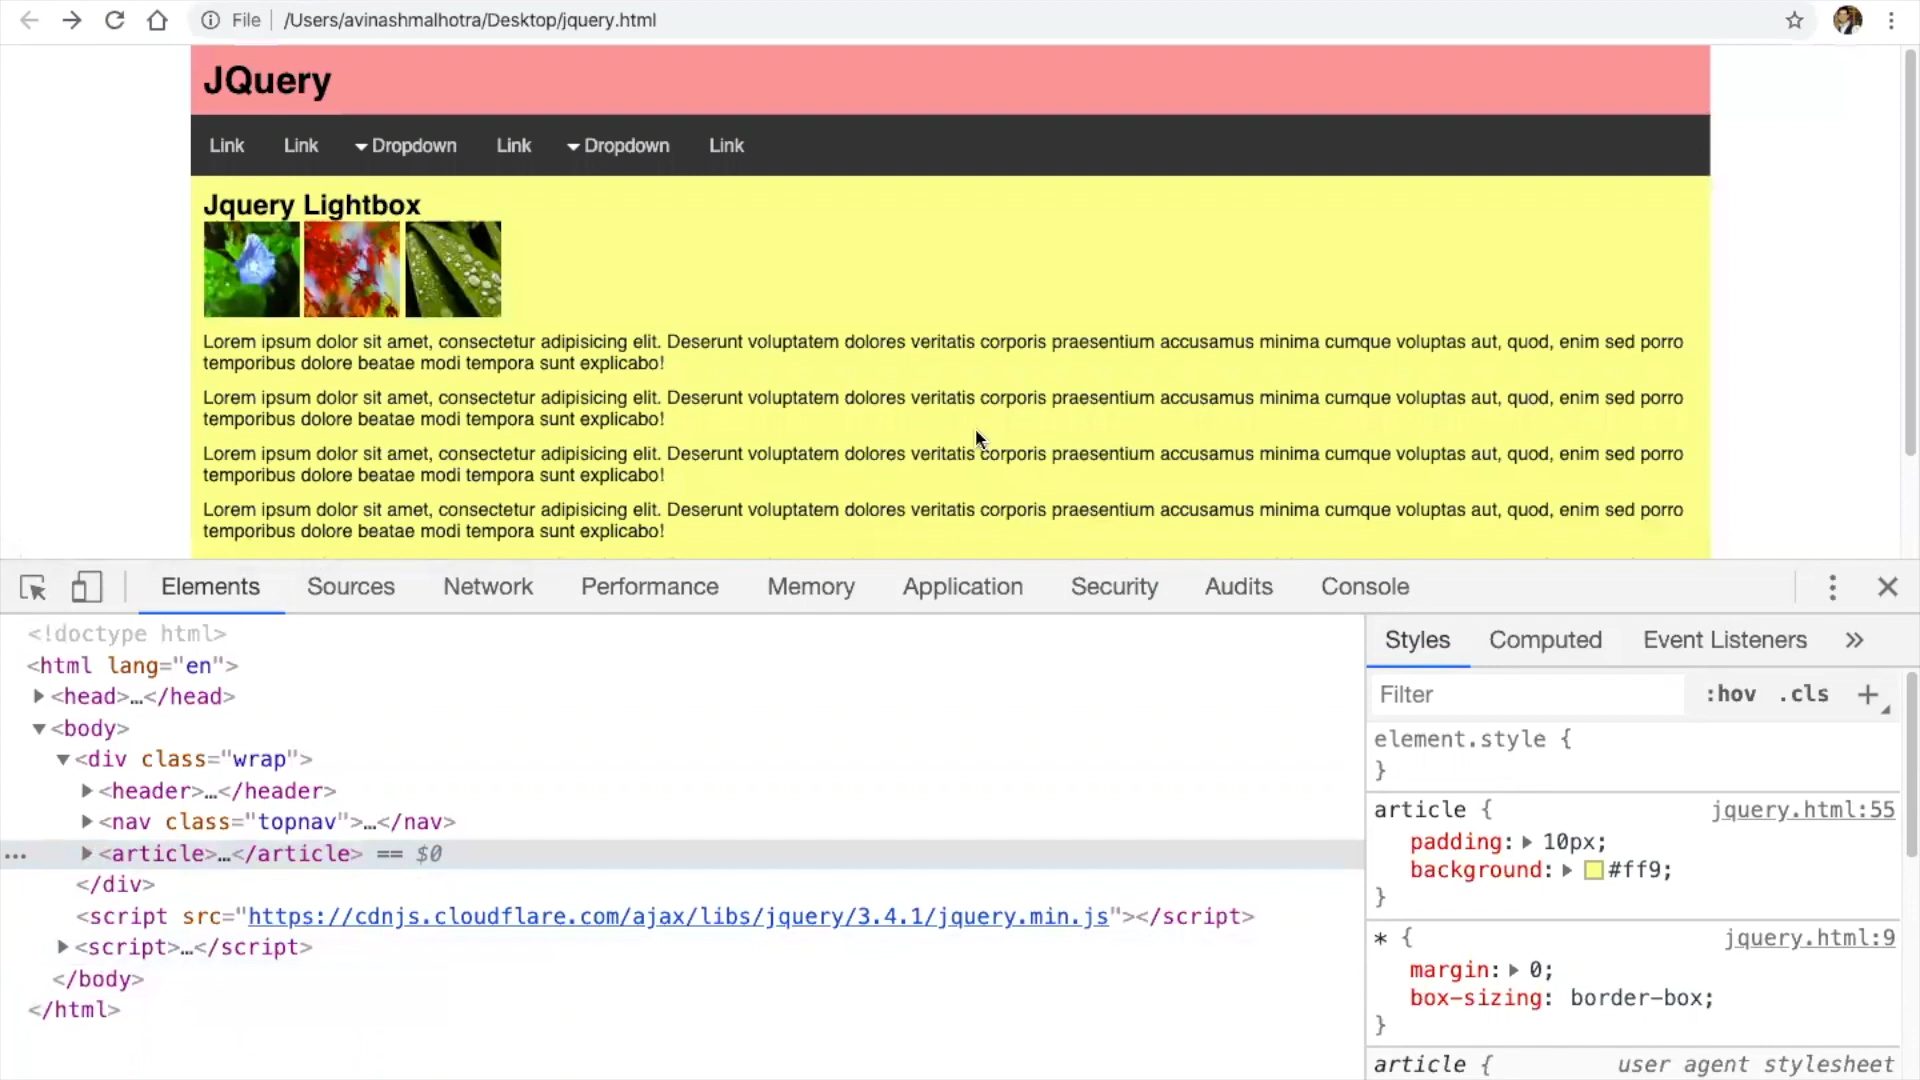 File | /Users/avinashmalhotra/Desktop/jquery.html
JQuery
Link Link Dropdown Link Dropdown Link
Jquery Lightbox
Lorem ipsum dolor sit amet, consectetur adipisicing elit. Deserunt voluptatem dolores veritatis corporis praesentium accusamus minima cumque voluptas aut, quod, enim sed porro
temporibus dolore beatae modi tempora sunt explicabo!
Lorem ipsum dolor sit amet, consectetur adipisicing elit. Deserunt voluptatem dolores veritatis corporis praesentium accusamus minima cumque voluptas aut, quod, enim sed porro
temporibus dolore beatae modi tempora sunt explicabo!
Lorem ipsum dolor sit amet, consectetur adipisicing elit. Deserunt voluptatem dolores veritatis corporis praesentium accusamus minima cumque voluptas aut, quod, enim sed porro
temporibus dolore beatae modi tempora sunt explicabo!
Lorem ipsum dolor sit amet, consectetur adipisicing elit. Deserunt voluptatem dolores veritatis corporis praesentium accusamus minima cumque voluptas aut, quod, enim sed porro
temporibus dolore beatae modi tempora sunt explicabo!
Elements Sources Network Performance Memory Application Security Audits Console
<!doctype html>
<html lang="en">
<head>…</head>
<body>
<div class="wrap">
<header>…</header>
<nav class="topnav">…</nav>
… <article>…</article> == $0
</div>
<script src="https://cdnjs.cloudflare.com/ajax/libs/jquery/3.4.1/jquery.min.js"></script>
<script>…</script>
</body>
</html>
Styles Computed Event Listeners »
Filter :hov .cls +
element.style {
}
article { jquery.html:55
padding: 10px;
background: #ff9;
}
* { jquery.html:9
margin: 0;
box-sizing: border-box;
}
article { user agent stylesheet